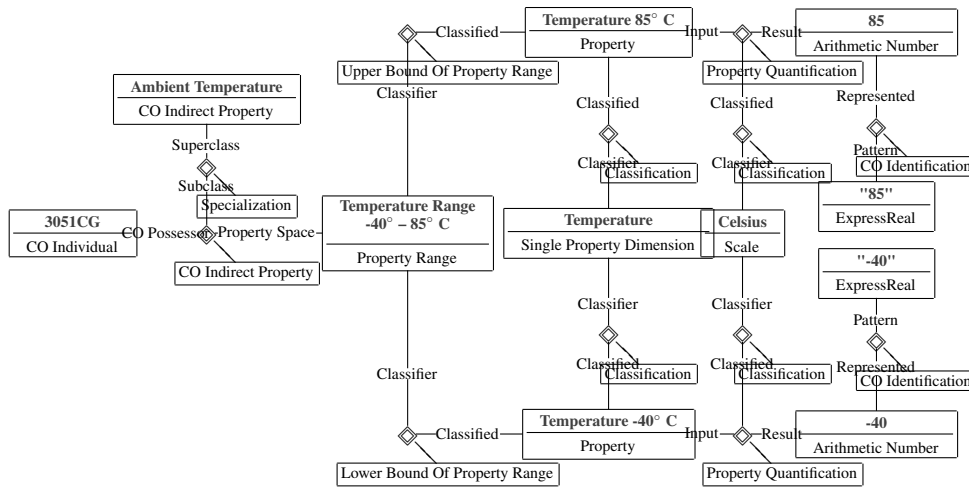 Temperature 85° C
Property
Classified
Input
Result
85
Arithmetic Number
Upper Bound Of Property Range
Property Quantification
Classifier
Classified
Classified
Represented
Ambient Temperature
CO Indirect Property
Superclass
Subclass
Specialization
Classifier
Classification
Classifier
Classification
Pattern
CO Identification
"85"
ExpressReal
3051CG
CO Individual
CO Possessor
Property Space
CO Indirect Property
Temperature Range
-40° – 85° C
Property Range
Temperature
Single Property Dimension
Celsius
Scale
"-40"
ExpressReal
Classifier
Classifier
Pattern
Classifier
Classified
Classification
Classified
Classification
Represented
CO Identification
Classified
Temperature -40° C
Property
Input
Result
-40
Arithmetic Number
Lower Bound Of Property Range
Property Quantification